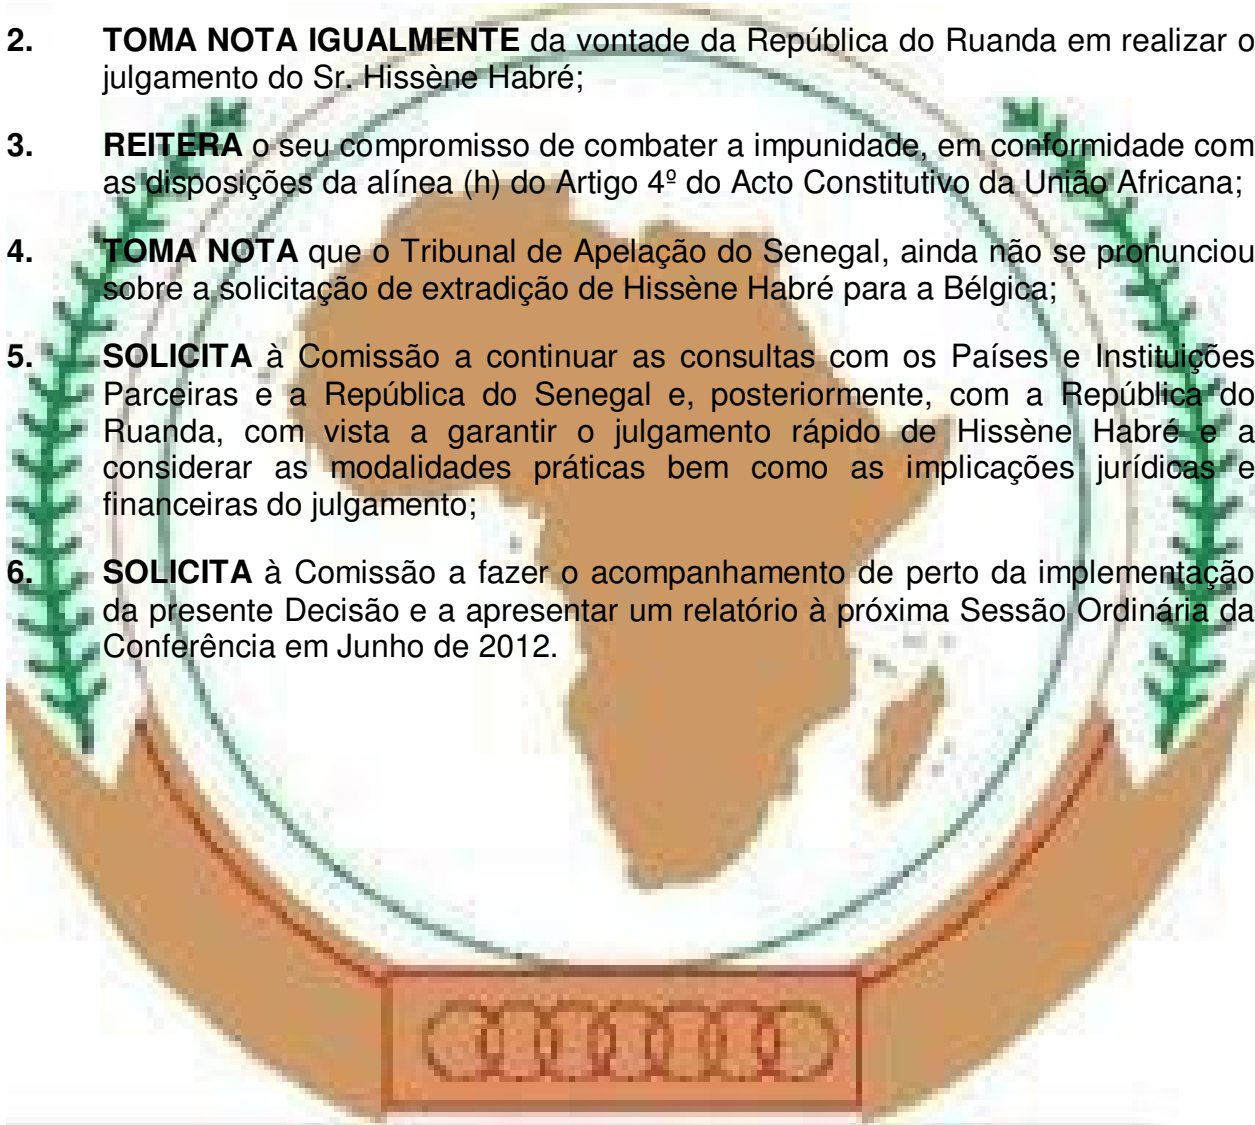 2. TOMA NOTA IGUALMENTE da vontade da República do Ruanda em realizar o
julgamento do Sr. Hissène Habré;
3. REITERA o seu compromisso de combater a impunidade, em conformidade com
as disposições da alínea (h) do Artigo 4º do Acto Constitutivo da União Africana;
4. TOMA NOTA que o Tribunal de Apelação do Senegal, ainda não se pronunciou
sobre a solicitação de extradição de Hissène Habré para a Bélgica;
5. SOLICITA à Comissão a continuar as consultas com os Países e Instituições
Parceiras e a República do Senegal e, posteriormente, com a República do
Ruanda, com vista a garantir o julgamento rápido de Hissène Habré e a
considerar as modalidades práticas bem como as implicações jurídicas e
financeiras do julgamento;
6. SOLICITA à Comissão a fazer o acompanhamento de perto da implementação
da presente Decisão e a apresentar um relatório à próxima Sessão Ordinária da
Conferência em Junho de 2012.